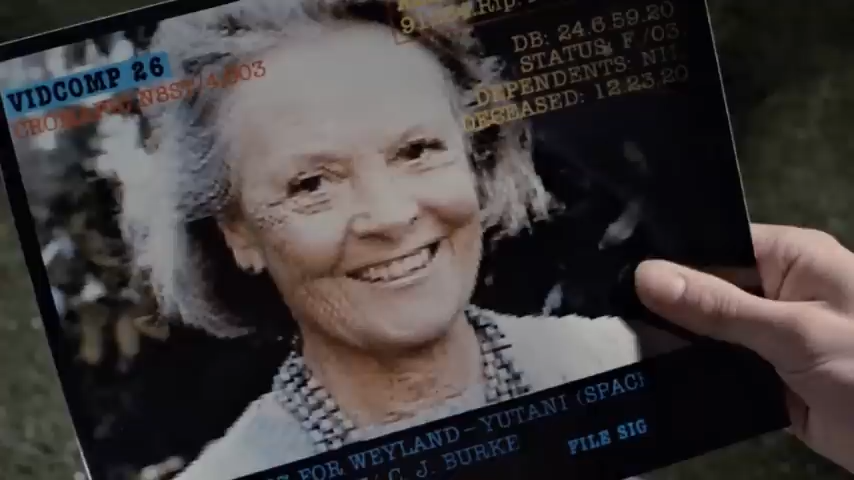 VIDCOMP 26
DB: 24.6.59.20
STATUS: F/03
DEPENDENTS: NIL
DESEASED: 12.23.20
FOR WEYLAND-YUTANI (SPAC
C. J. BURKE
FILE SIG